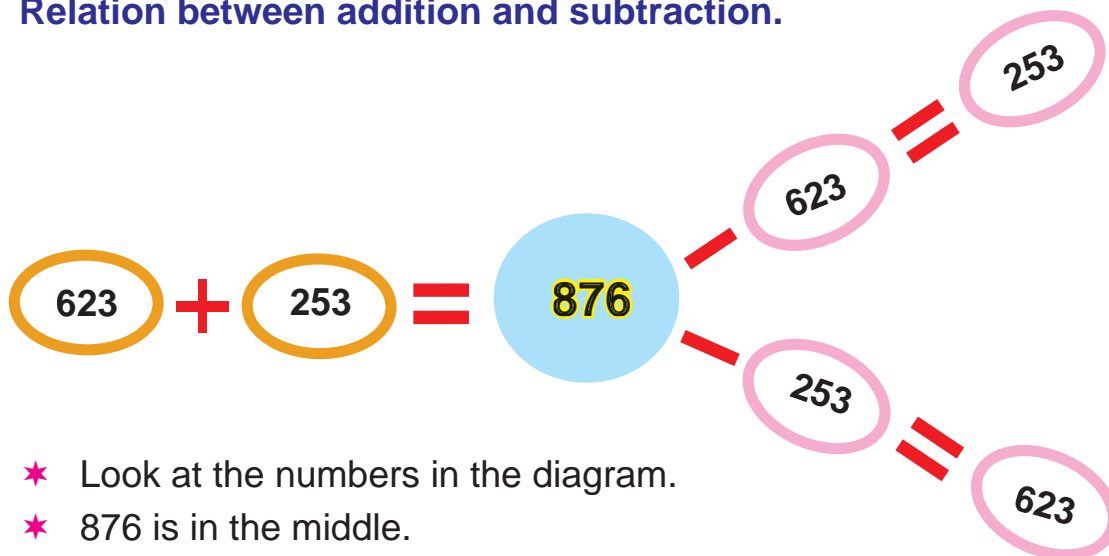 Relation between addition and subtraction.
253
623
623 + 253 = 876
253
623
✶ Look at the numbers in the diagram.
✶ 876 is in the middle.